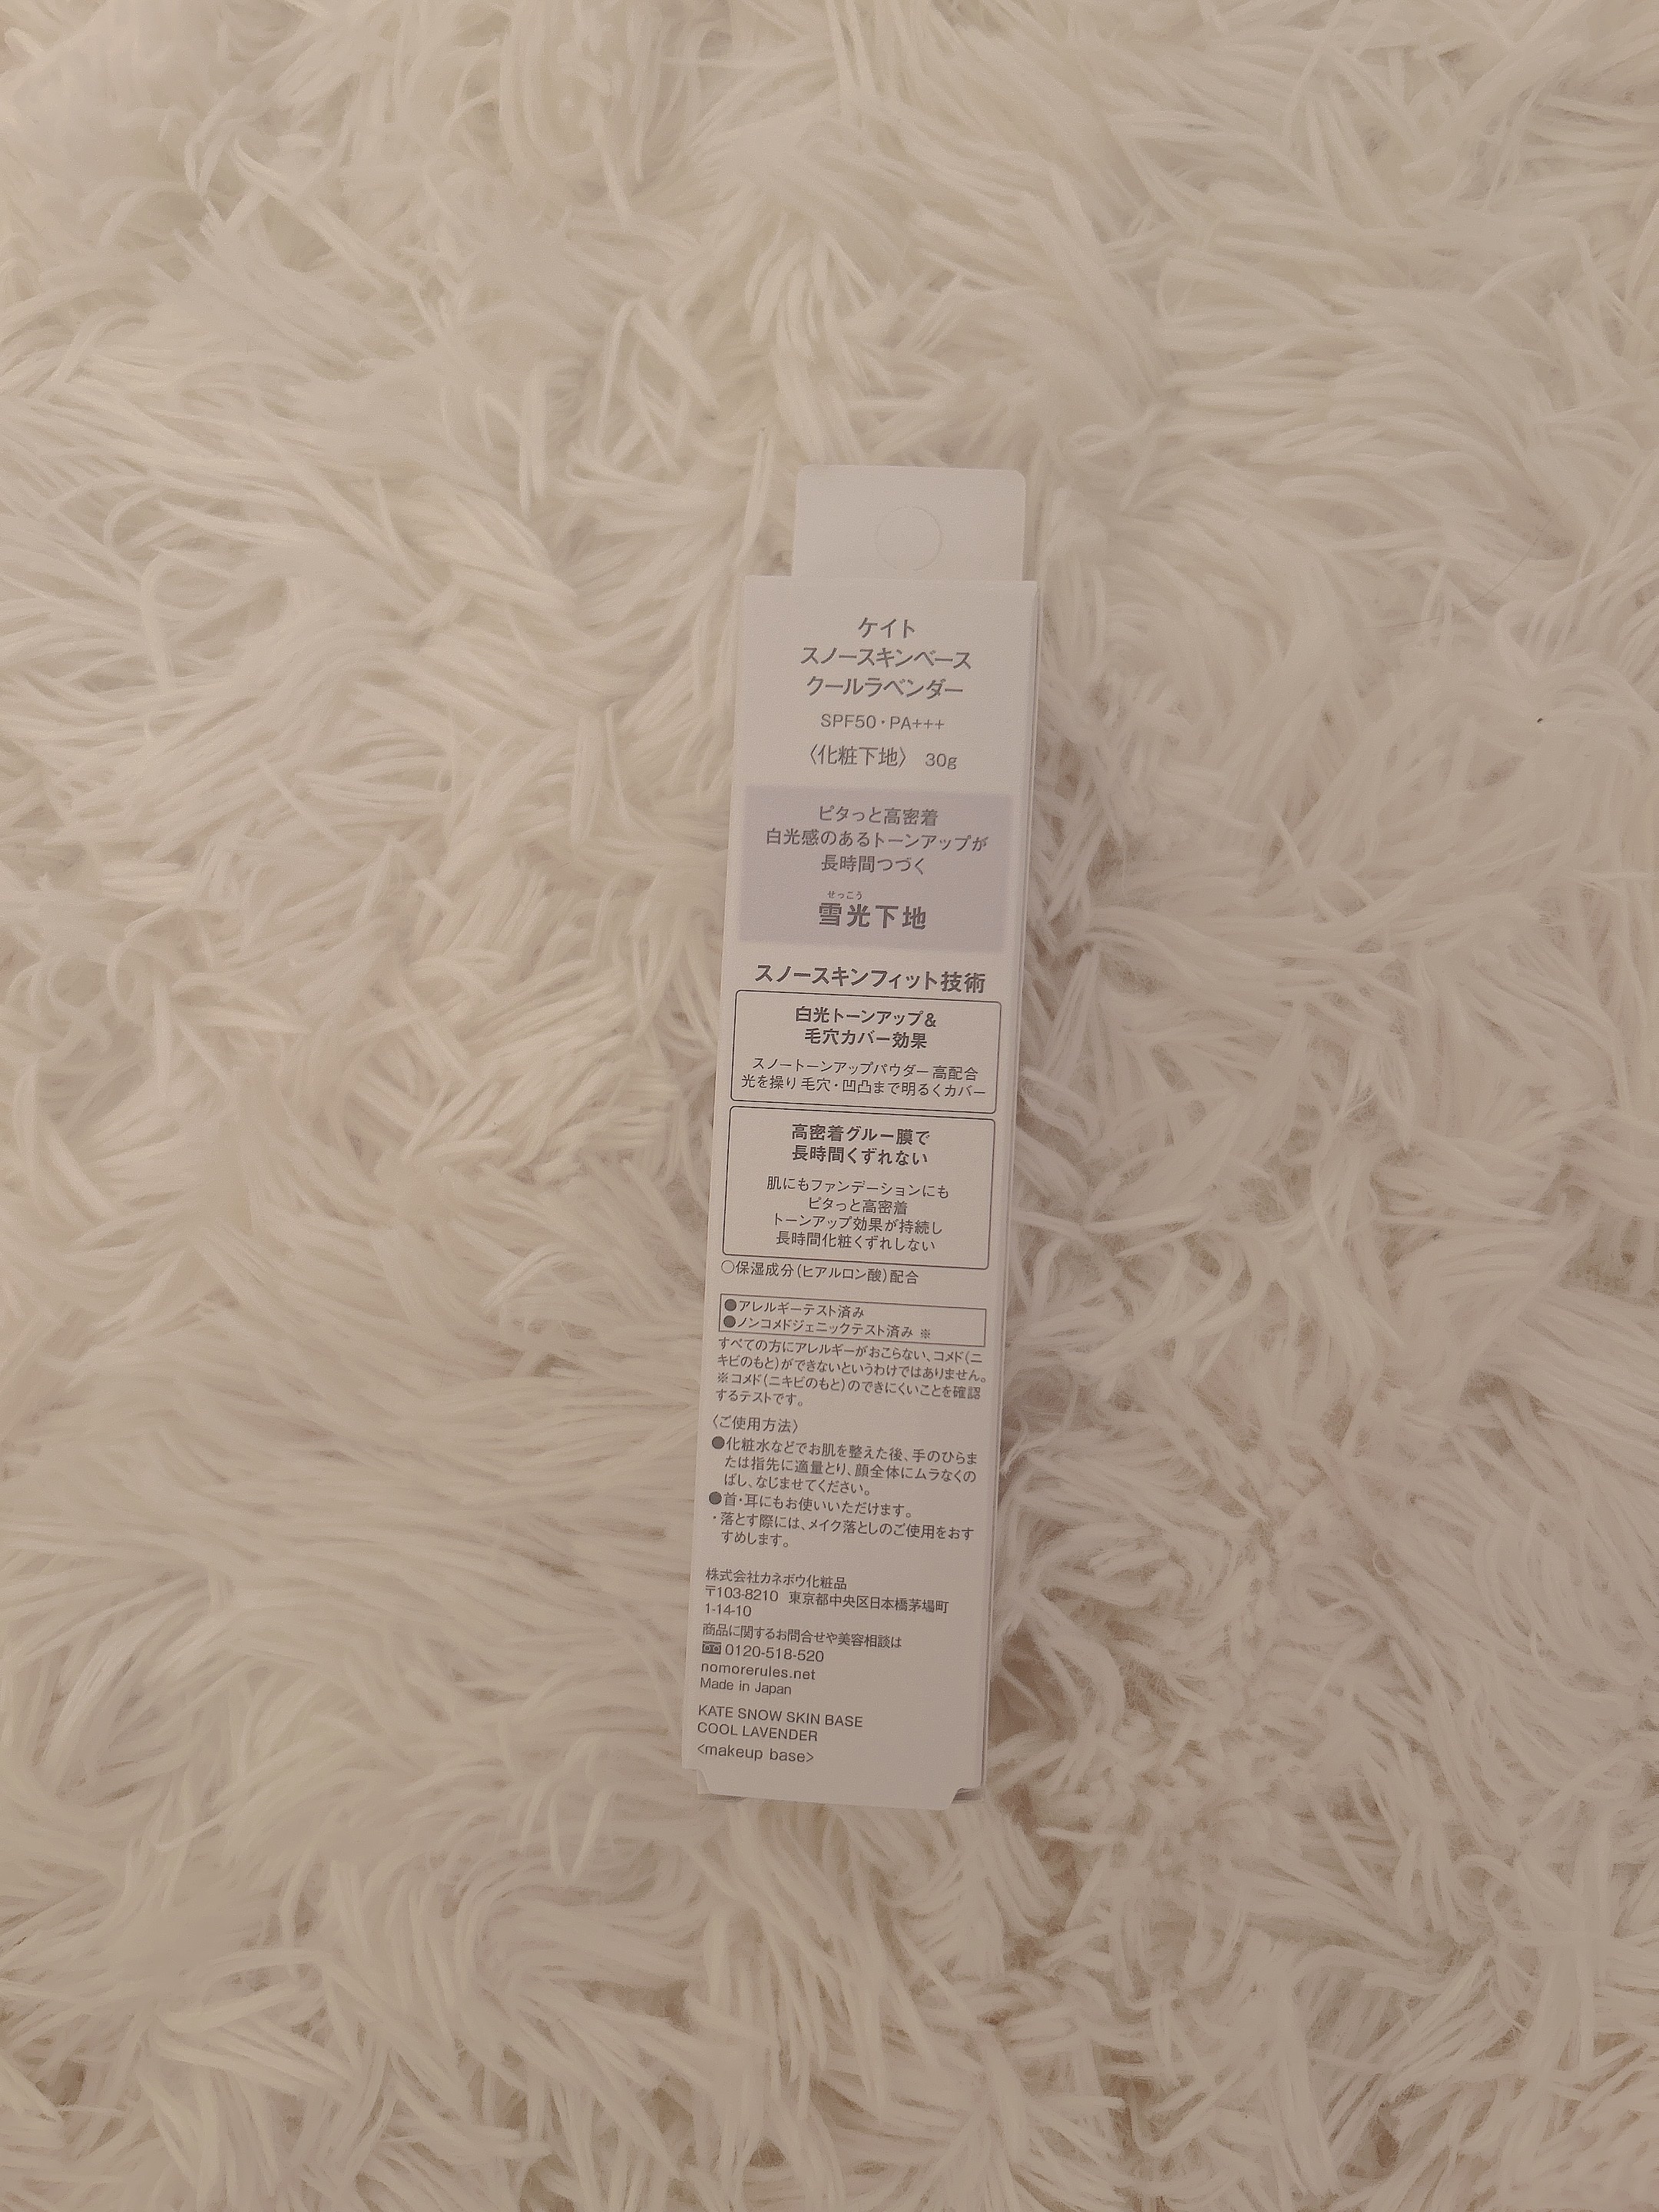 ケイト
スノースキンベース
クールラベンダー
SPF50・PA+++
〈化粧下地〉 30g
ピタっと高密着
白光感のあるトーンアップが
長時間つづく
せっこう
雪光下地
スノースキンフィット技術
白光トーンアップ&
毛穴カバー効果
スノートーンアップパウダー高配合
光を操り毛穴・凹凸まで明るくカバー
高密着グルー膜で
長時間くずれない
肌にもファンデーションにも
ピタっと高密着
トーンアップ効果が持続し
長時間化粧くずれしない
○保湿成分(ヒアルロン酸)配合
●アレルギーテスト済み
●ノンコメドジェニックテスト済み ※
すべての方にアレルギーがおこらない、コメド(ニ
キビのもと)ができないというわけではありません。
※コメド(ニキビのもと)のできにくいことを確認
するテストです。
〈ご使用方法〉
●化粧水などでお肌を整えた後、手のひらま
たは指先に適量とり、顔全体にムラなくの
ばし、なじませてください。
●首・耳にもお使いいただけます。
・落とす際には、メイク落としのご使用をおす
すめします。
株式会社カネボウ化粧品
〒103-8210 東京都中央区日本橋茅場町
1-14-10
商品に関するお問合せや美容相談は
0120-518-520
nomorerules.net
Made in Japan
KATE SNOW SKIN BASE
COOL LAVENDER
<makeup base>